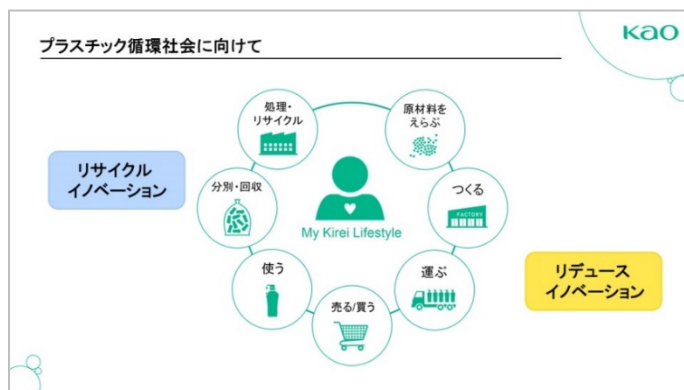 プラスチック循環社会に向けて
Kao
処理・
リサイクル
原材料を
えらぶ
リサイクル
イノベーション
分別・回収
つくる
FACTORY
My Kirei Lifestyle
使う
運ぶ
リデュース
イノベーション
売る/買う